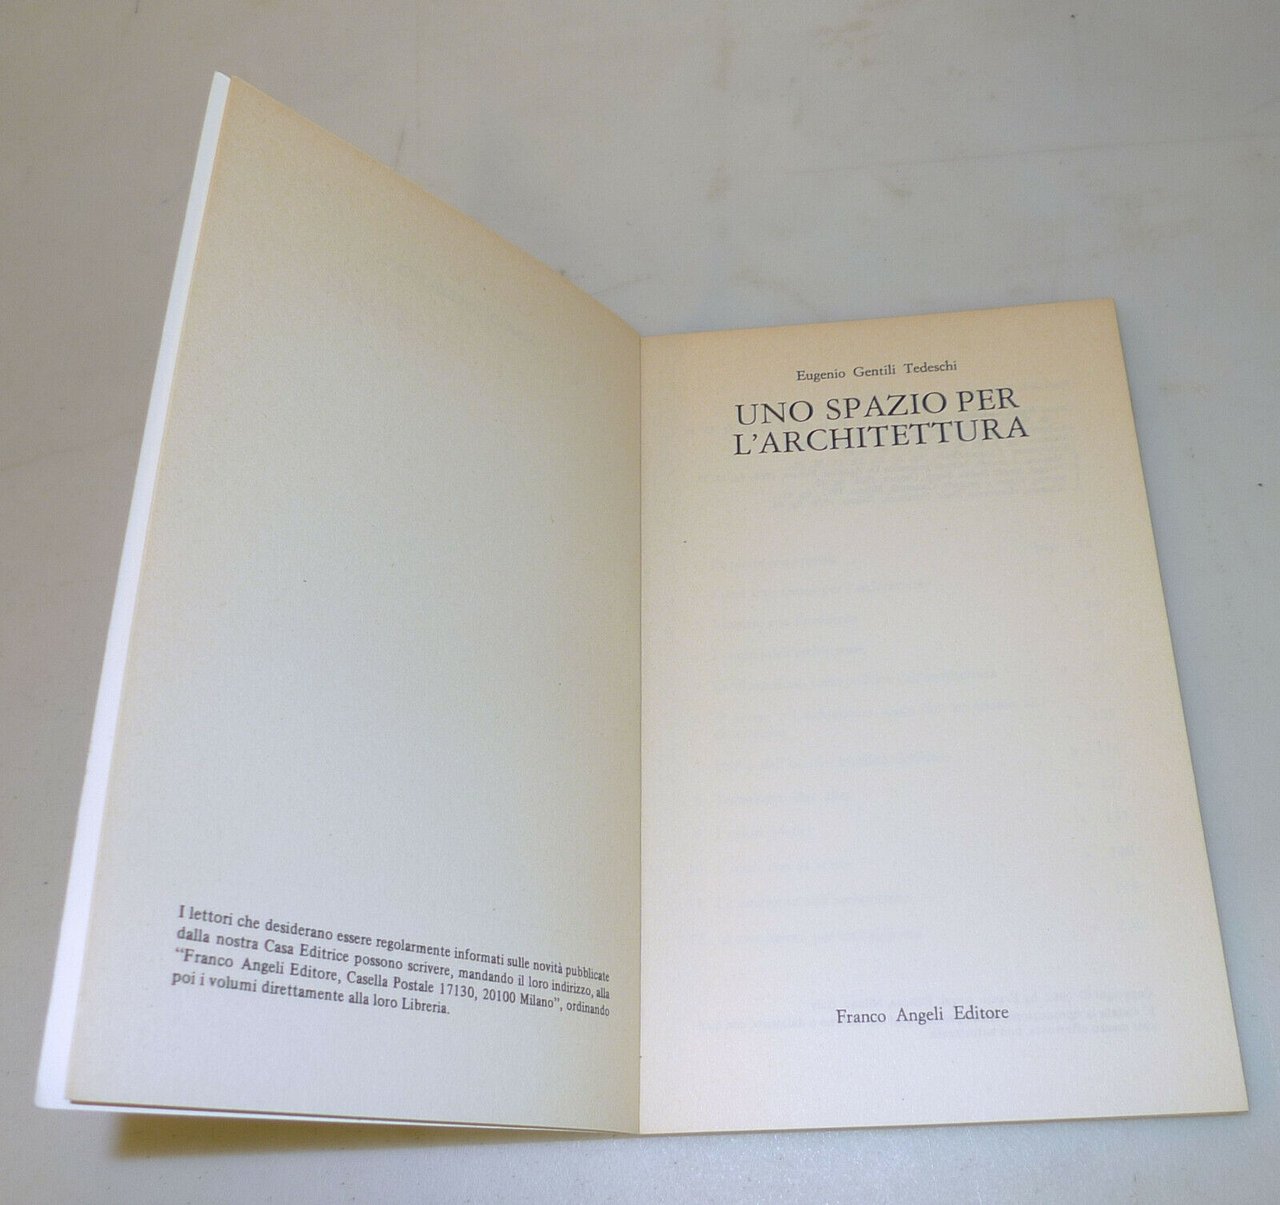 I lettori che desiderano essere regolarmente informati sulle novità pubblicate
dalla nostra Casa Editrice possono scrivere, mandando il loro indirizzo, alla
“Franco Angeli Editore, Casella Postale 17130, 20100 Milano”, ordinando
poi i volumi direttamente alla loro Libreria.
Eugenio Gentili Tedeschi
UNO SPAZIO PER
L’ARCHITETTURA
Franco Angeli Editore